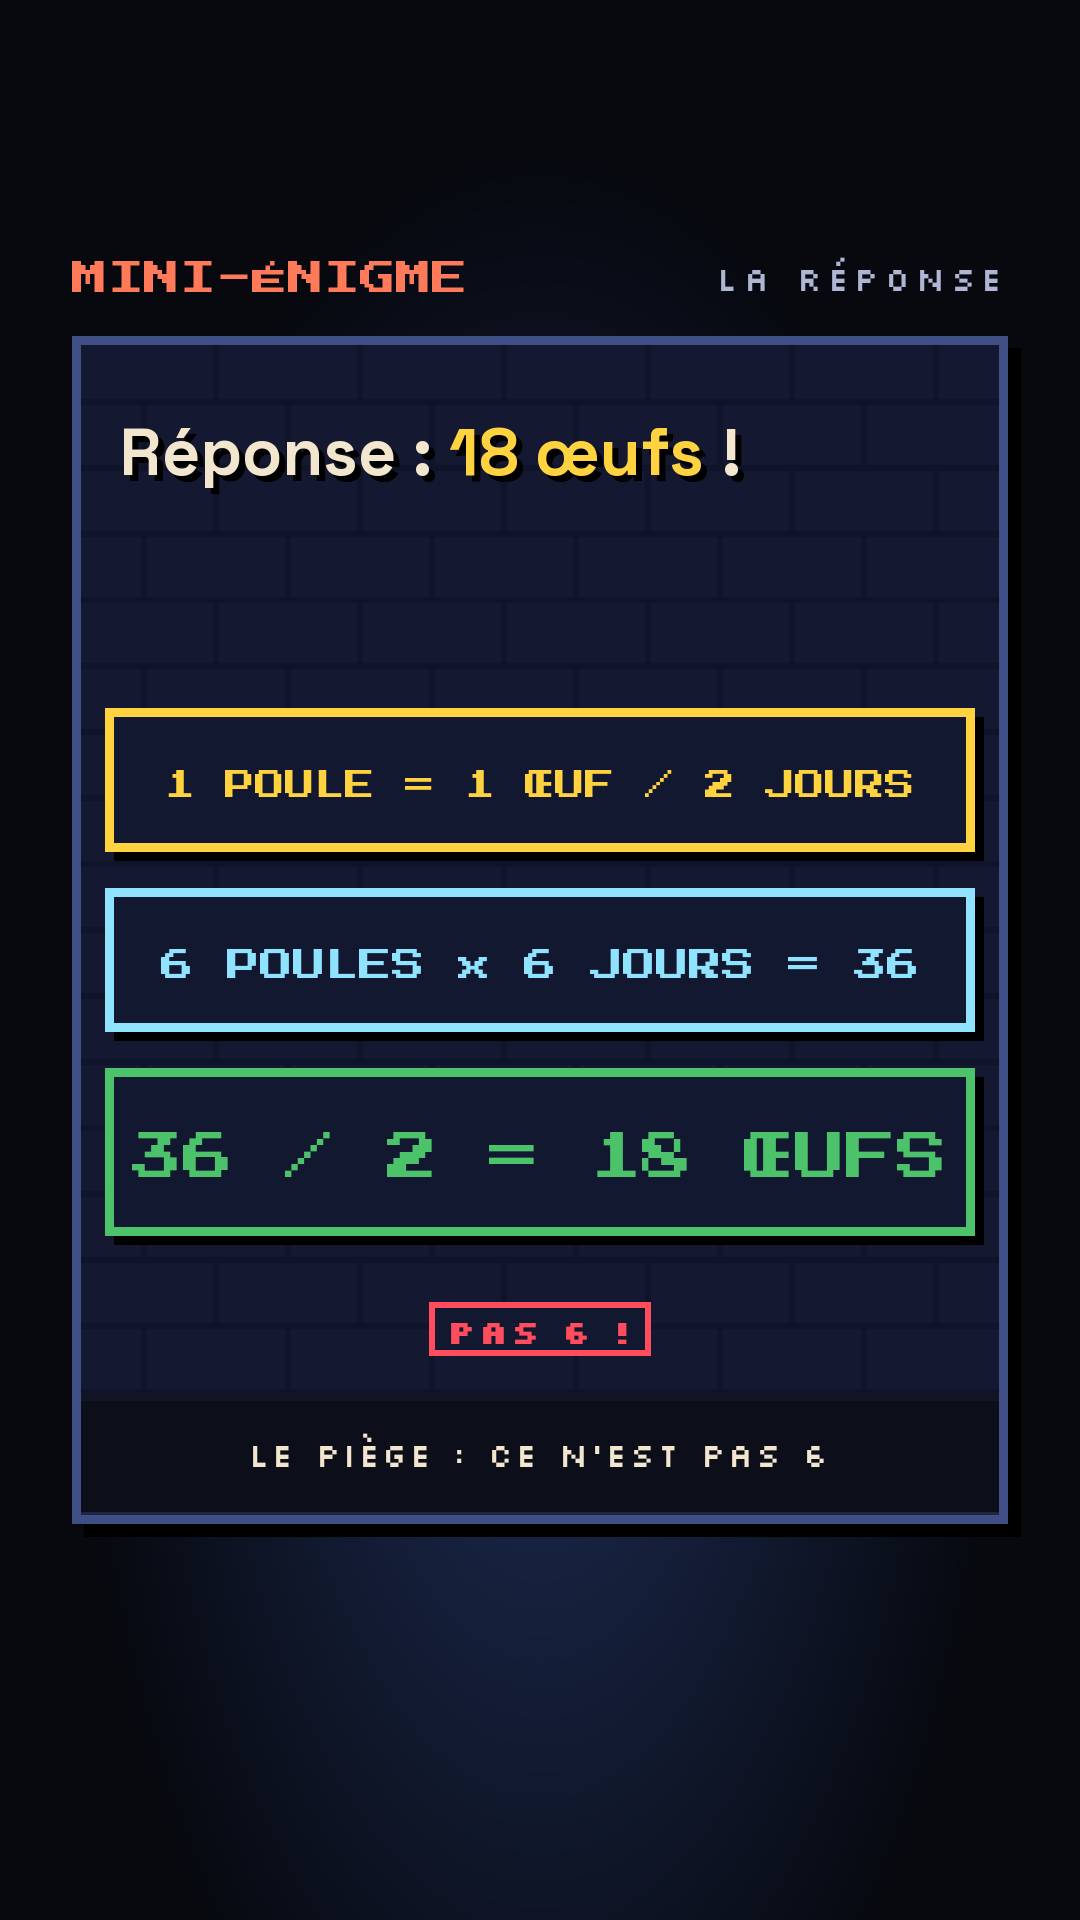 MINI-ÉNIGME
LA RÉPONSE
Réponse : 18 œufs !
1 POULE = 1 ŒUF / 2 JOURS
6 POULES x 6 JOURS = 36
36 / 2 = 18 ŒUFS
PAS 6 !
LE PIÈGE : CE N'EST PAS 6